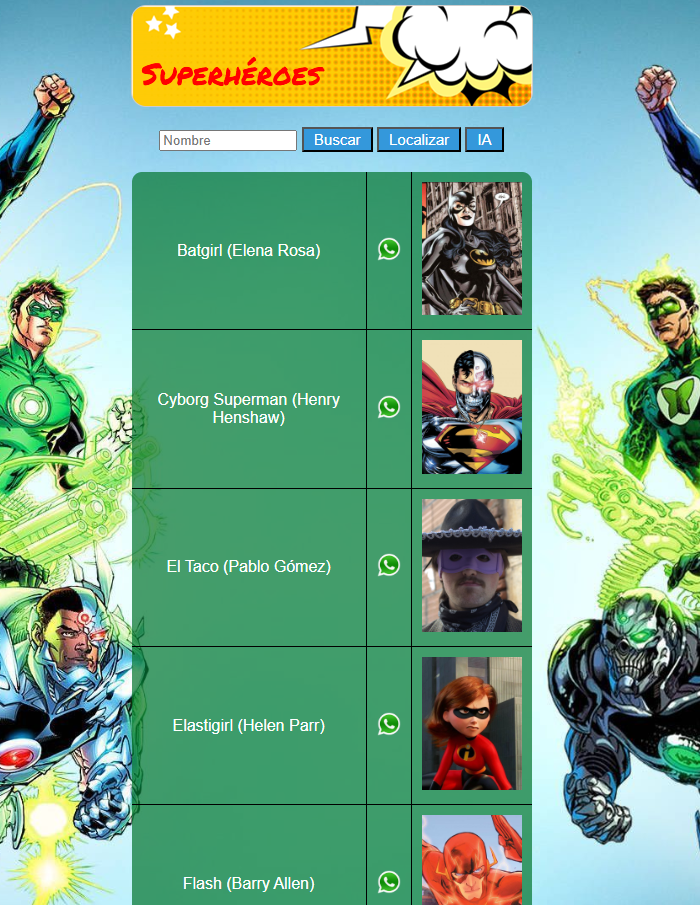 Superhéroes
Nombre
Buscar
Localizar
IA
Batgirl (Elena Rosa)
Cyborg Superman (Henry
Henshaw)
El Taco (Pablo Gómez)
Elastigirl (Helen Parr)
Flash (Barry Allen)